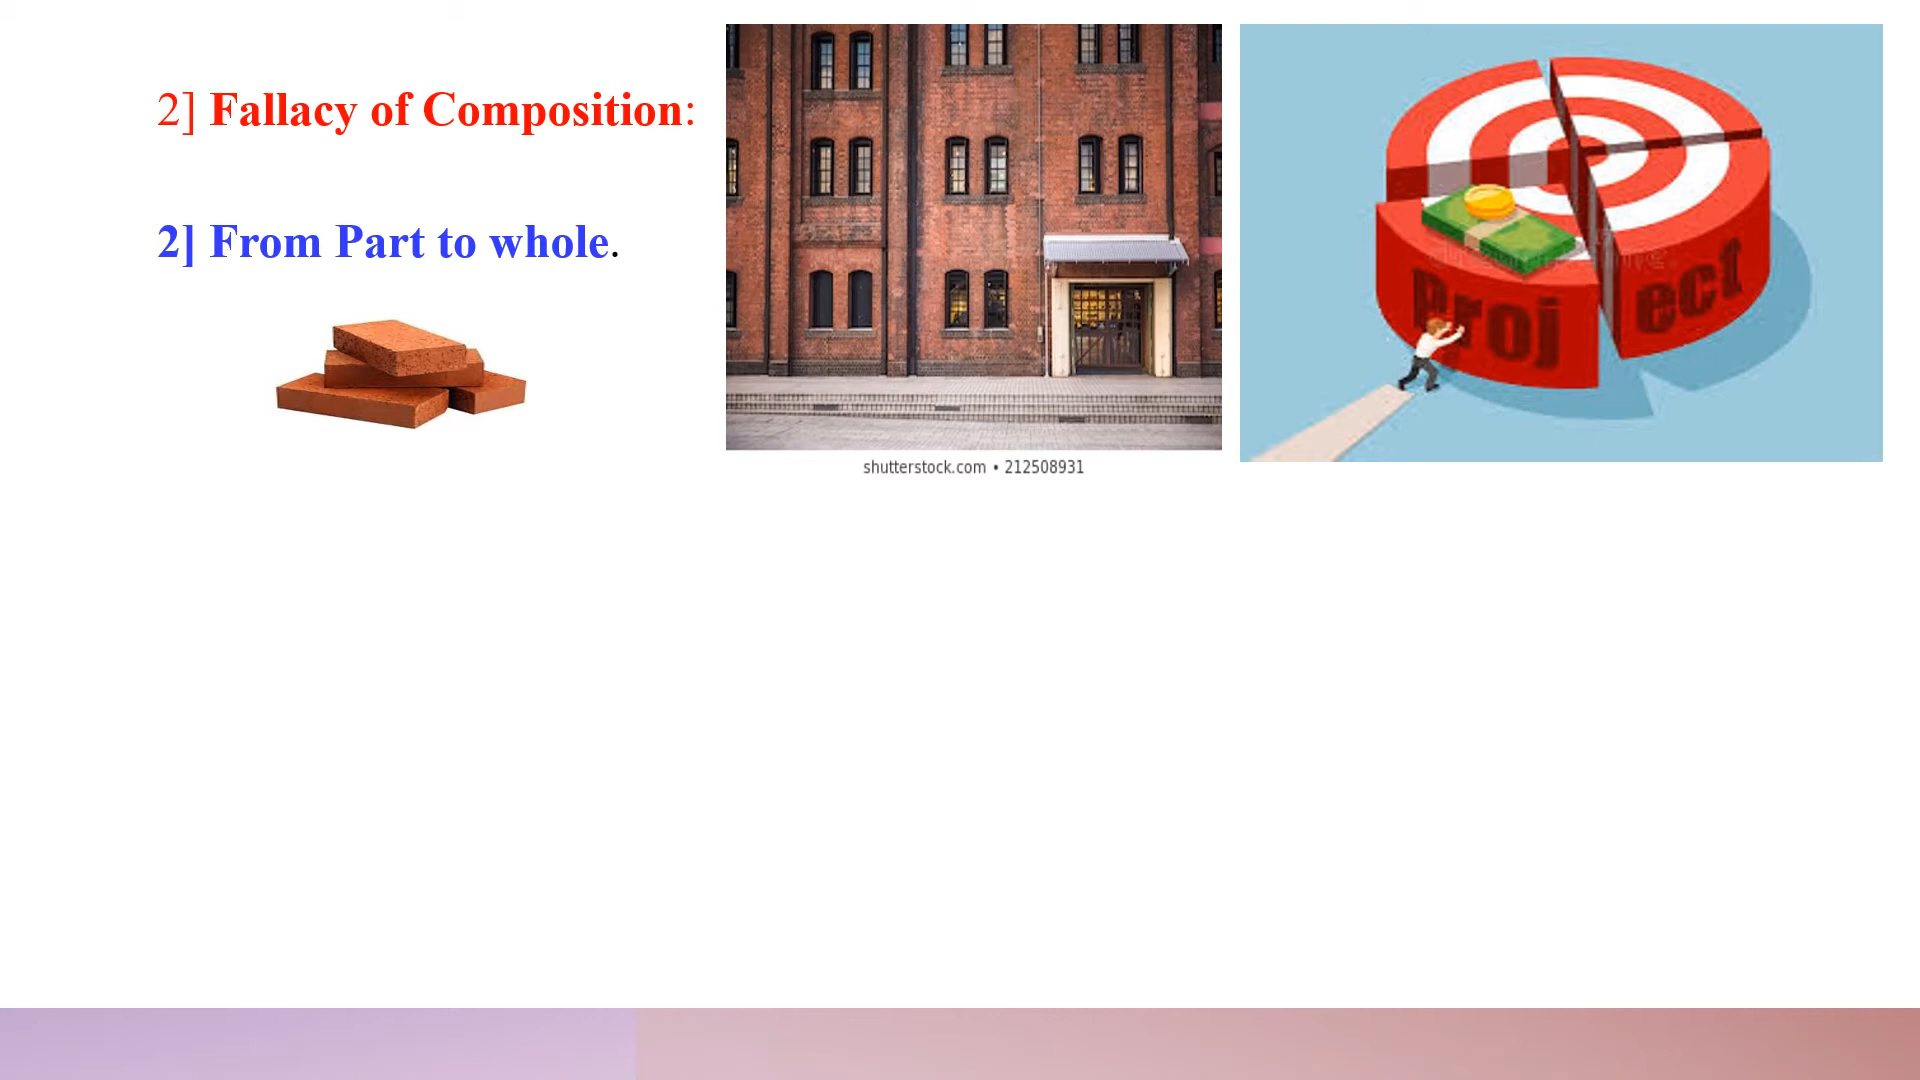 2] Fallacy of Composition:
2] From Part to whole.
shutterstock.com • 212508931
Proj ect